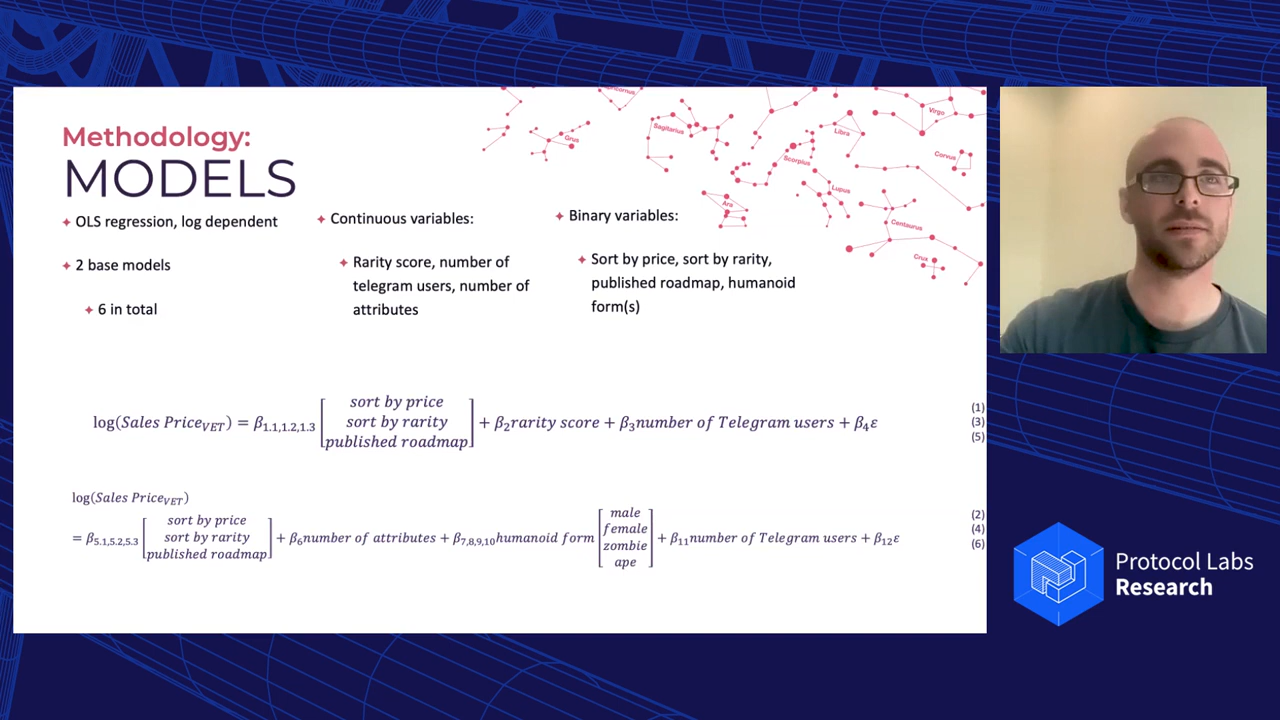 Methodology:
MODELS
✦ OLS regression, log dependent
✦ 2 base models
✦ 6 in total
✦ Continuous variables:
✦ Rarity score, number of
telegram users, number of
attributes
✦ Binary variables:
✦ Sort by price, sort by rarity,
published roadmap, humanoid
form(s)
Grus
Sagitarius
Ara
Scorpius
Lupus
Libra
Virgo
Corvus
Centaurus
Crux
log(Sales Price_VET) = β_1.1,1.2,1.3 [sort by price
sort by rarity
published roadmap] + β_2 rarity score + β_3 number of Telegram users + β_4 ε
(1)
(3)
(5)
log(Sales Price_VET)
= β_5.1,5.2,5.3 [sort by price
sort by rarity
published roadmap] + β_6 number of attributes + β_7,8,9,10 humanoid form [male
female
zombie
ape] + β_11 number of Telegram users + β_12 ε
(2)
(4)
(6)
Protocol Labs
Research